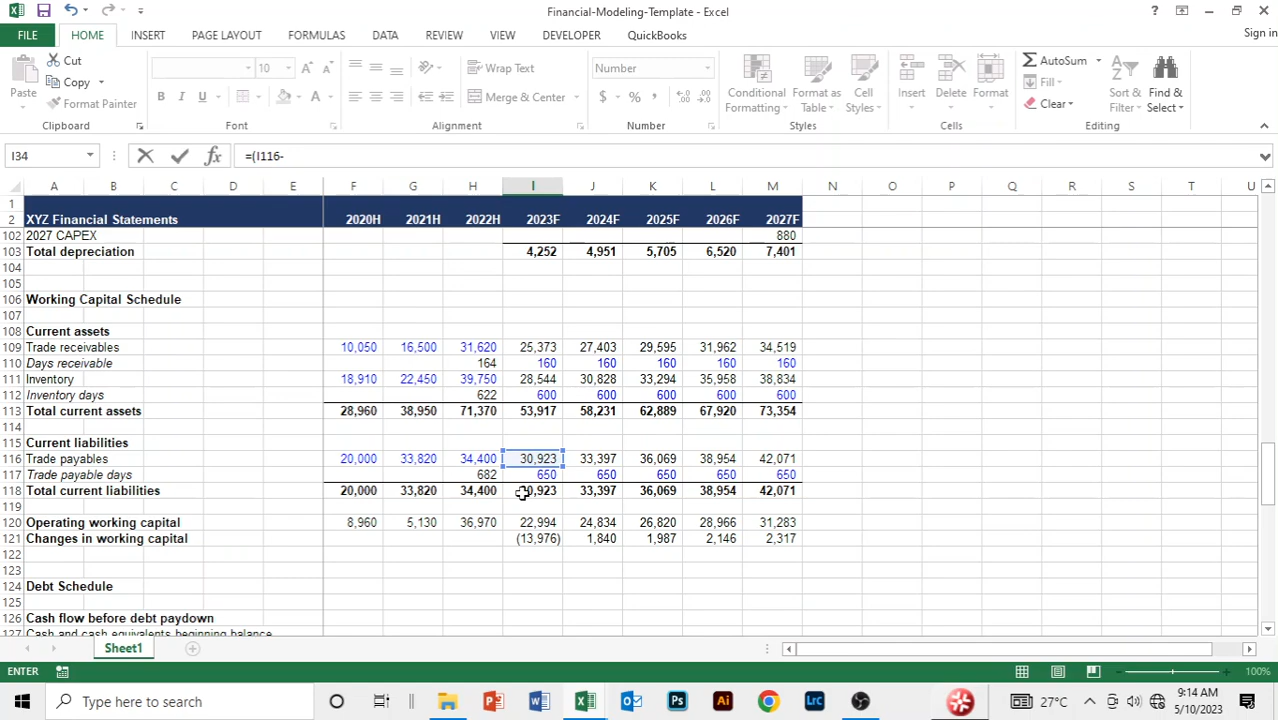 Financial-Modeling-Template - Excel
Sign in
FILE HOME INSERT PAGE LAYOUT FORMULAS DATA REVIEW VIEW DEVELOPER QuickBooks
Paste Cut Copy Format Painter
Clipboard
10 A A
B I U A
Font
Wrap Text
Merge & Center
Alignment
Number
$ % ,
Number
Conditional Formatting Format as Table Cell Styles
Styles
Insert Delete Format
Cells
AutoSum Fill Clear Sort & Filter Find & Select
Editing
I34 fx =(I116-
A B C D E F G H I J K L M N O P Q R S T U
1
2 XYZ Financial Statements 2020H 2021H 2022H 2023F 2024F 2025F 2026F 2027F
102 2027 CAPEX 880
103 Total depreciation 4,252 4,951 5,705 6,520 7,401
104
105
106 Working Capital Schedule
107
108 Current assets
109 Trade receivables 10,050 16,500 31,620 25,373 27,403 29,595 31,962 34,519
110 Days receivable 164 160 160 160 160 160
111 Inventory 18,910 22,450 39,750 28,544 30,828 33,294 35,958 38,834
112 Inventory days 622 600 600 600 600 600
113 Total current assets 28,960 38,950 71,370 53,917 58,231 62,889 67,920 73,354
114
115 Current liabilities
116 Trade payables 20,000 33,820 34,400 30,923 33,397 36,069 38,954 42,071
117 Trade payable days 682 650 650 650 650 650
118 Total current liabilities 20,000 33,820 34,400 30,923 33,397 36,069 38,954 42,071
119
120 Operating working capital 8,960 5,130 36,970 22,994 24,834 26,820 28,966 31,283
121 Changes in working capital (13,976) 1,840 1,987 2,146 2,317
122
123
124 Debt Schedule
125
126 Cash flow before debt paydown
127 Cash and cash equivalents beginning balance
Sheet1
ENTER 100%
Type here to search
27°C
9:14 AM
5/10/2023